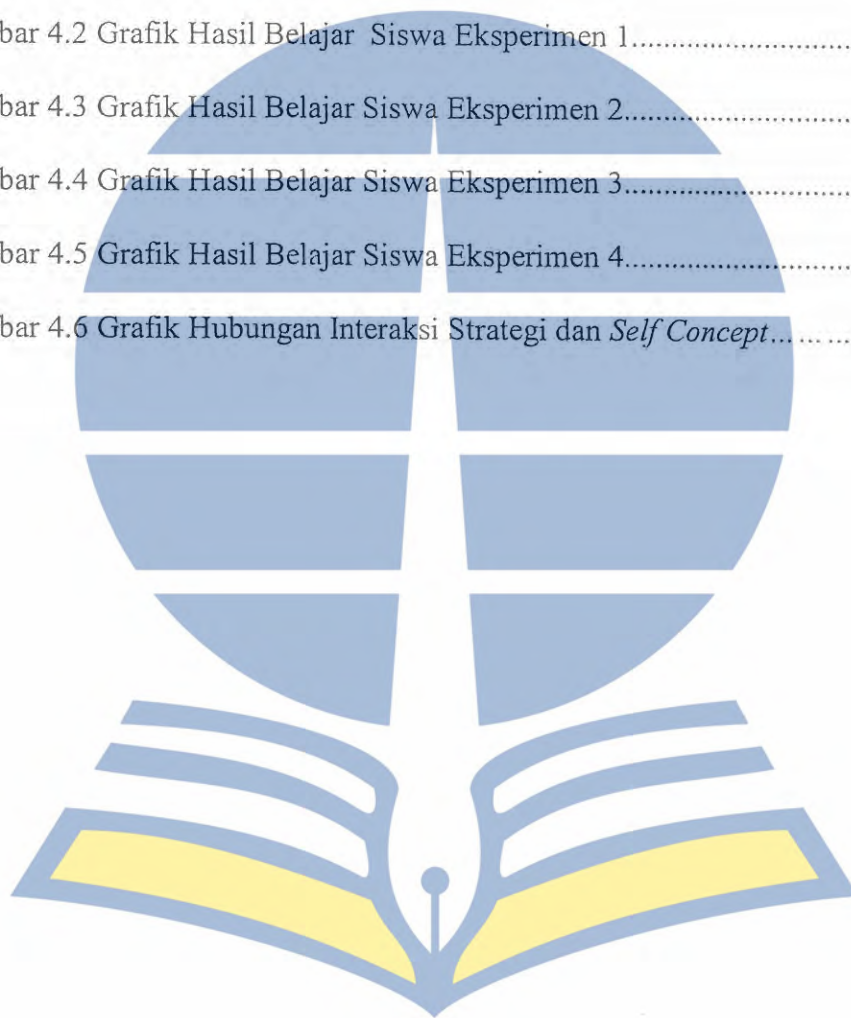 bar 4.2 Grafik Hasil Belajar Siswa Eksperimen 1..............................
bar 4.3 Grafik Hasil Belajar Siswa Eksperimen 2..............................
bar 4.4 Grafik Hasil Belajar Siswa Eksperimen 3..............................
bar 4.5 Grafik Hasil Belajar Siswa Eksperimen 4..............................
bar 4.6 Grafik Hubungan Interaksi Strategi dan Self Concept.........